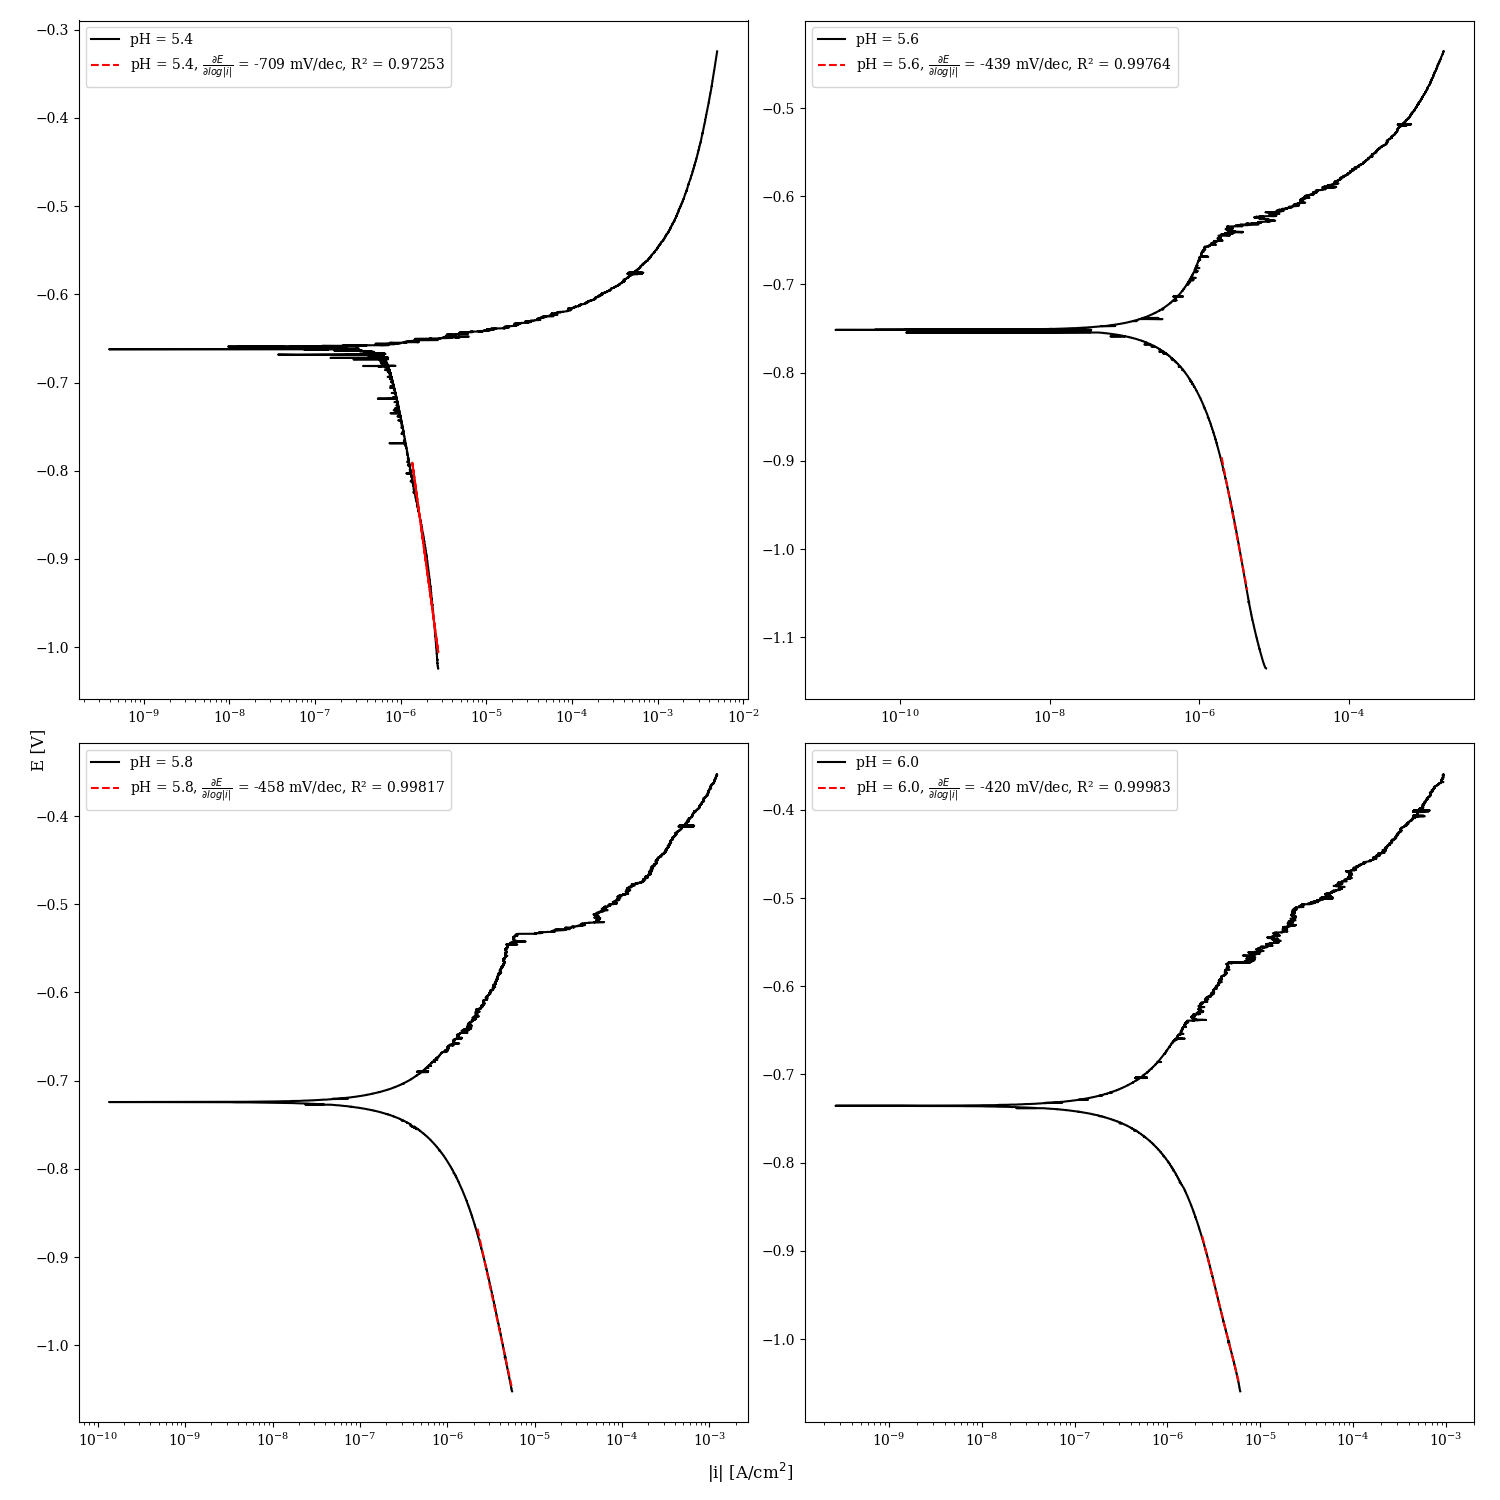 pH = 5.4
pH = 5.4, ∂E/∂log|i| = -709 mV/dec, R² = 0.97253
−0.3
−0.4
−0.5
−0.6
−0.7
−0.8
−0.9
−1.0
10⁻⁹ 10⁻⁸ 10⁻⁷ 10⁻⁶ 10⁻⁵ 10⁻⁴ 10⁻³ 10⁻²
pH = 5.6
pH = 5.6, ∂E/∂log|i| = -439 mV/dec, R² = 0.99764
−0.5
−0.6
−0.7
−0.8
−0.9
−1.0
−1.1
10⁻¹⁰ 10⁻⁸ 10⁻⁶ 10⁻⁴
E [V]
pH = 5.8
pH = 5.8, ∂E/∂log|i| = -458 mV/dec, R² = 0.99817
−0.4
−0.5
−0.6
−0.7
−0.8
−0.9
−1.0
10⁻¹⁰ 10⁻⁹ 10⁻⁸ 10⁻⁷ 10⁻⁶ 10⁻⁵ 10⁻⁴ 10⁻³
pH = 6.0
pH = 6.0, ∂E/∂log|i| = -420 mV/dec, R² = 0.99983
−0.4
−0.5
−0.6
−0.7
−0.8
−0.9
−1.0
10⁻⁹ 10⁻⁸ 10⁻⁷ 10⁻⁶ 10⁻⁵ 10⁻⁴ 10⁻³
|i| [A/cm²]